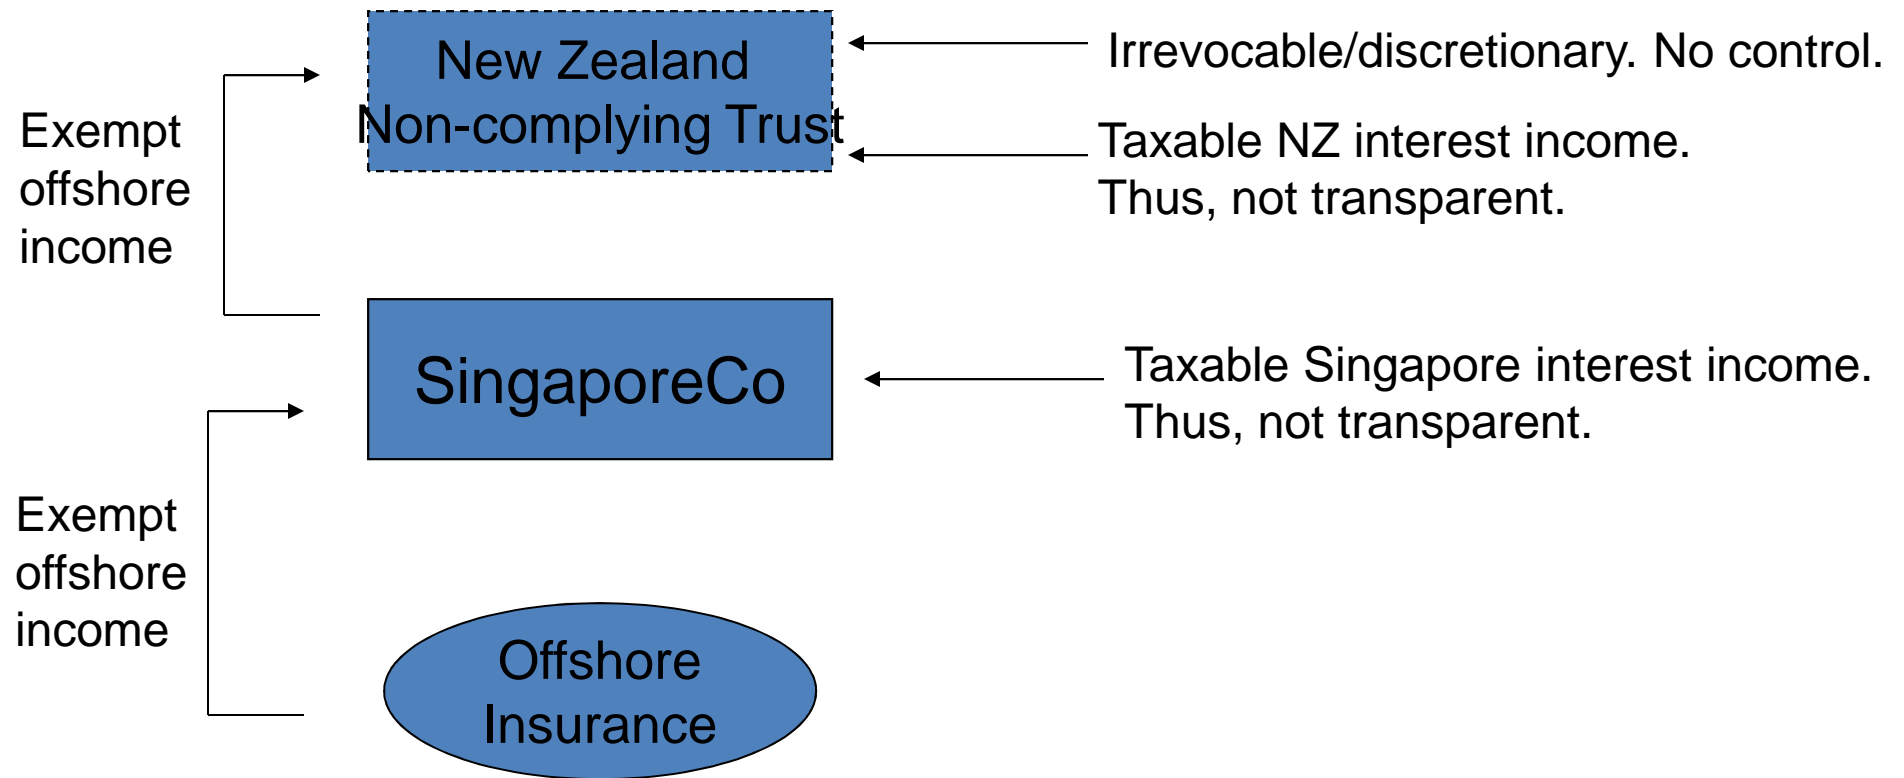 New Zealand
Non-complying Trust
Irrevocable/discretionary. No control.
Taxable NZ interest income.
Thus, not transparent.
Exempt
offshore
income
SingaporeCo
Taxable Singapore interest income.
Thus, not transparent.
Exempt
offshore
income
Offshore
Insurance